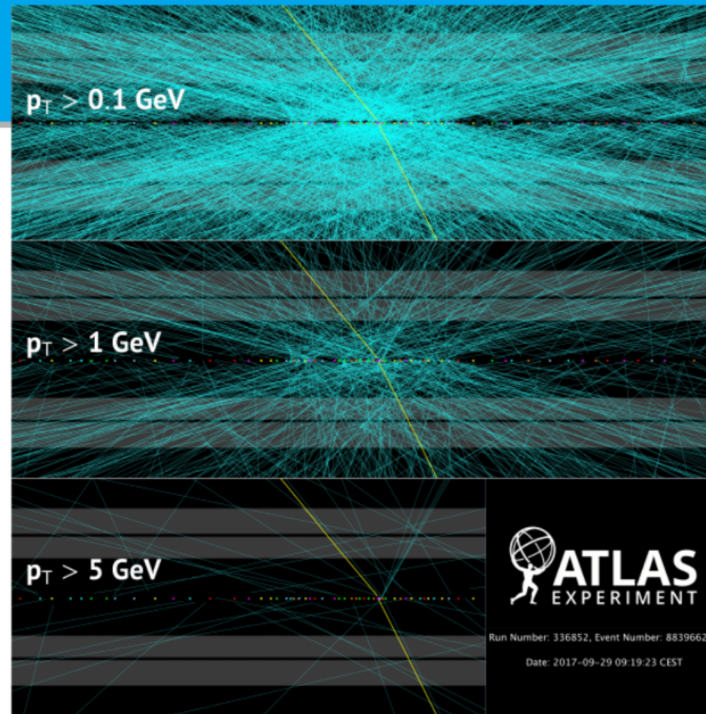 pT > 0.1 GeV
pT > 1 GeV
pT > 5 GeV
ATLAS
EXPERIMENT
Run Number: 336852, Event Number: 8839662
Date: 2017-09-29 09:19:23 CEST